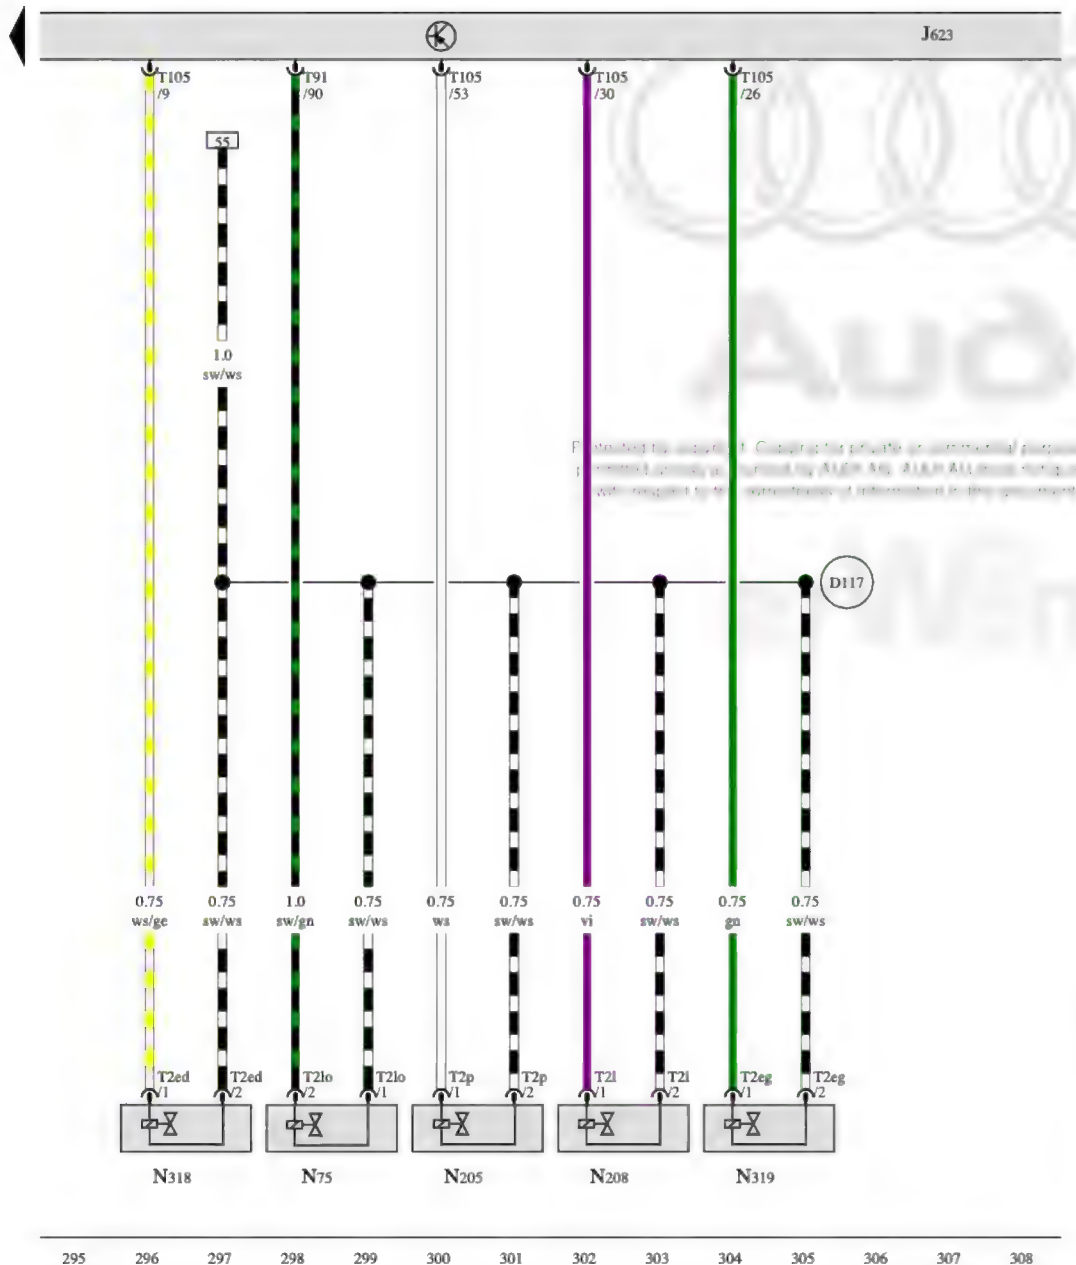 J623
T105 T91 T105 T105 T105
/9 /90 /53 /30 /26
55
1.0
sw/ws
Audi
D117
0.75 0.75 1.0 0.75 0.75 0.75 0.75 0.75 0.75 0.75
ws/ge sw/ws sw/gn sw/ws ws sw/ws vi sw/ws gn sw/ws
T2ed T2ed T2lo T2lo T2p T2p T2l T2l T2eg T2eg
/1 /2 /2 /1 /1 /2 /1 /2 /1 /2
N318 N75 N205 N208 N319
295 296 297 298 299 300 301 302 303 304 305 306 307 308